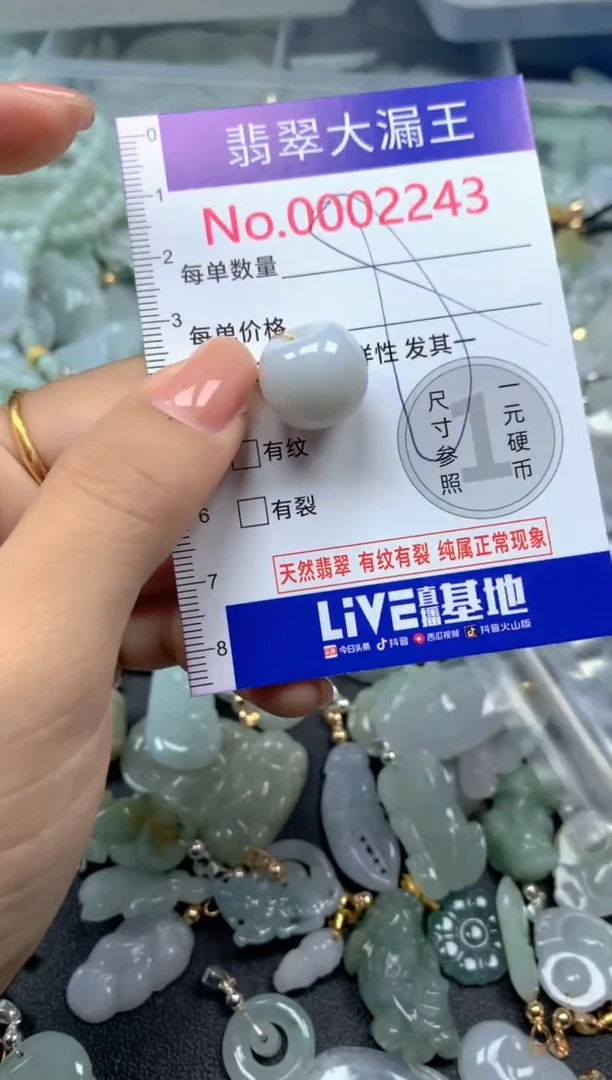 翡翠大漏王
No.0002243
每单数量
每单价格
样性 发其一
有纹
有裂
一元硬币
1
尺寸参照
天然翡翠 有纹有裂 纯属正常现象
LiVE直播基地
今日头条 抖音 西瓜视频 抖音火山版
0
1
2
3
6
7
8